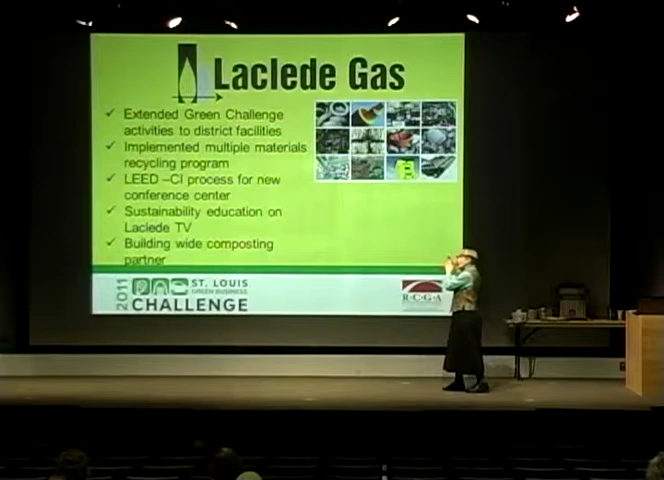 Laclede Gas
✓ Extended Green Challenge
activities to district facilities
✓ Implemented multiple materials
recycling program
✓ LEED –CI process for new
conference center
✓ Sustainability education on
Laclede TV
✓ Building wide composting
partner
2011
ST. LOUIS
GREEN BUSINESS
CHALLENGE
R·C·G·A